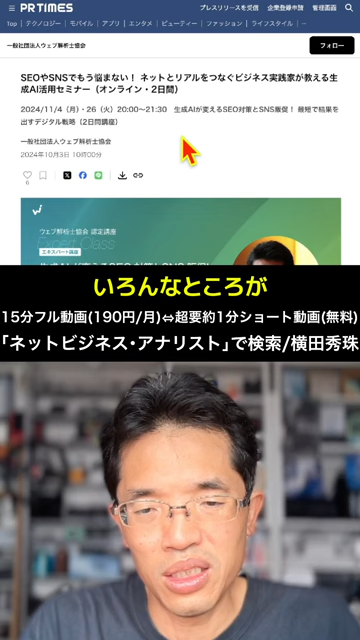 PR TIMES
プレスリリースを受信 企業登録申請 管理画面
Top テクノロジー モバイル アプリ エンタメ ビューティー ファッション ライフスタイル
一般社団法人ウェブ解析士協会
フォロー
SEOやSNSでもう悩まない！ ネットとリアルをつなぐビジネス実践家が教える生
成AI活用セミナー（オンライン・2日間）
2024/11/4（月）・26（火）20:00～21:30　生成AIが変えるSEO対策とSNS販促！ 最短で結果を
出すデジタル戦略（2日間講座）
一般社団法人ウェブ解析士協会
2024年10月3日 10時00分
6
ウェブ解析士協会 認定講座
Expert Class
エキスパート講座
いろんなところが
15分フル動画(190円/月)⇔超要約1分ショート動画(無料)
｢ネットビジネス･アナリスト｣で検索/横田秀珠